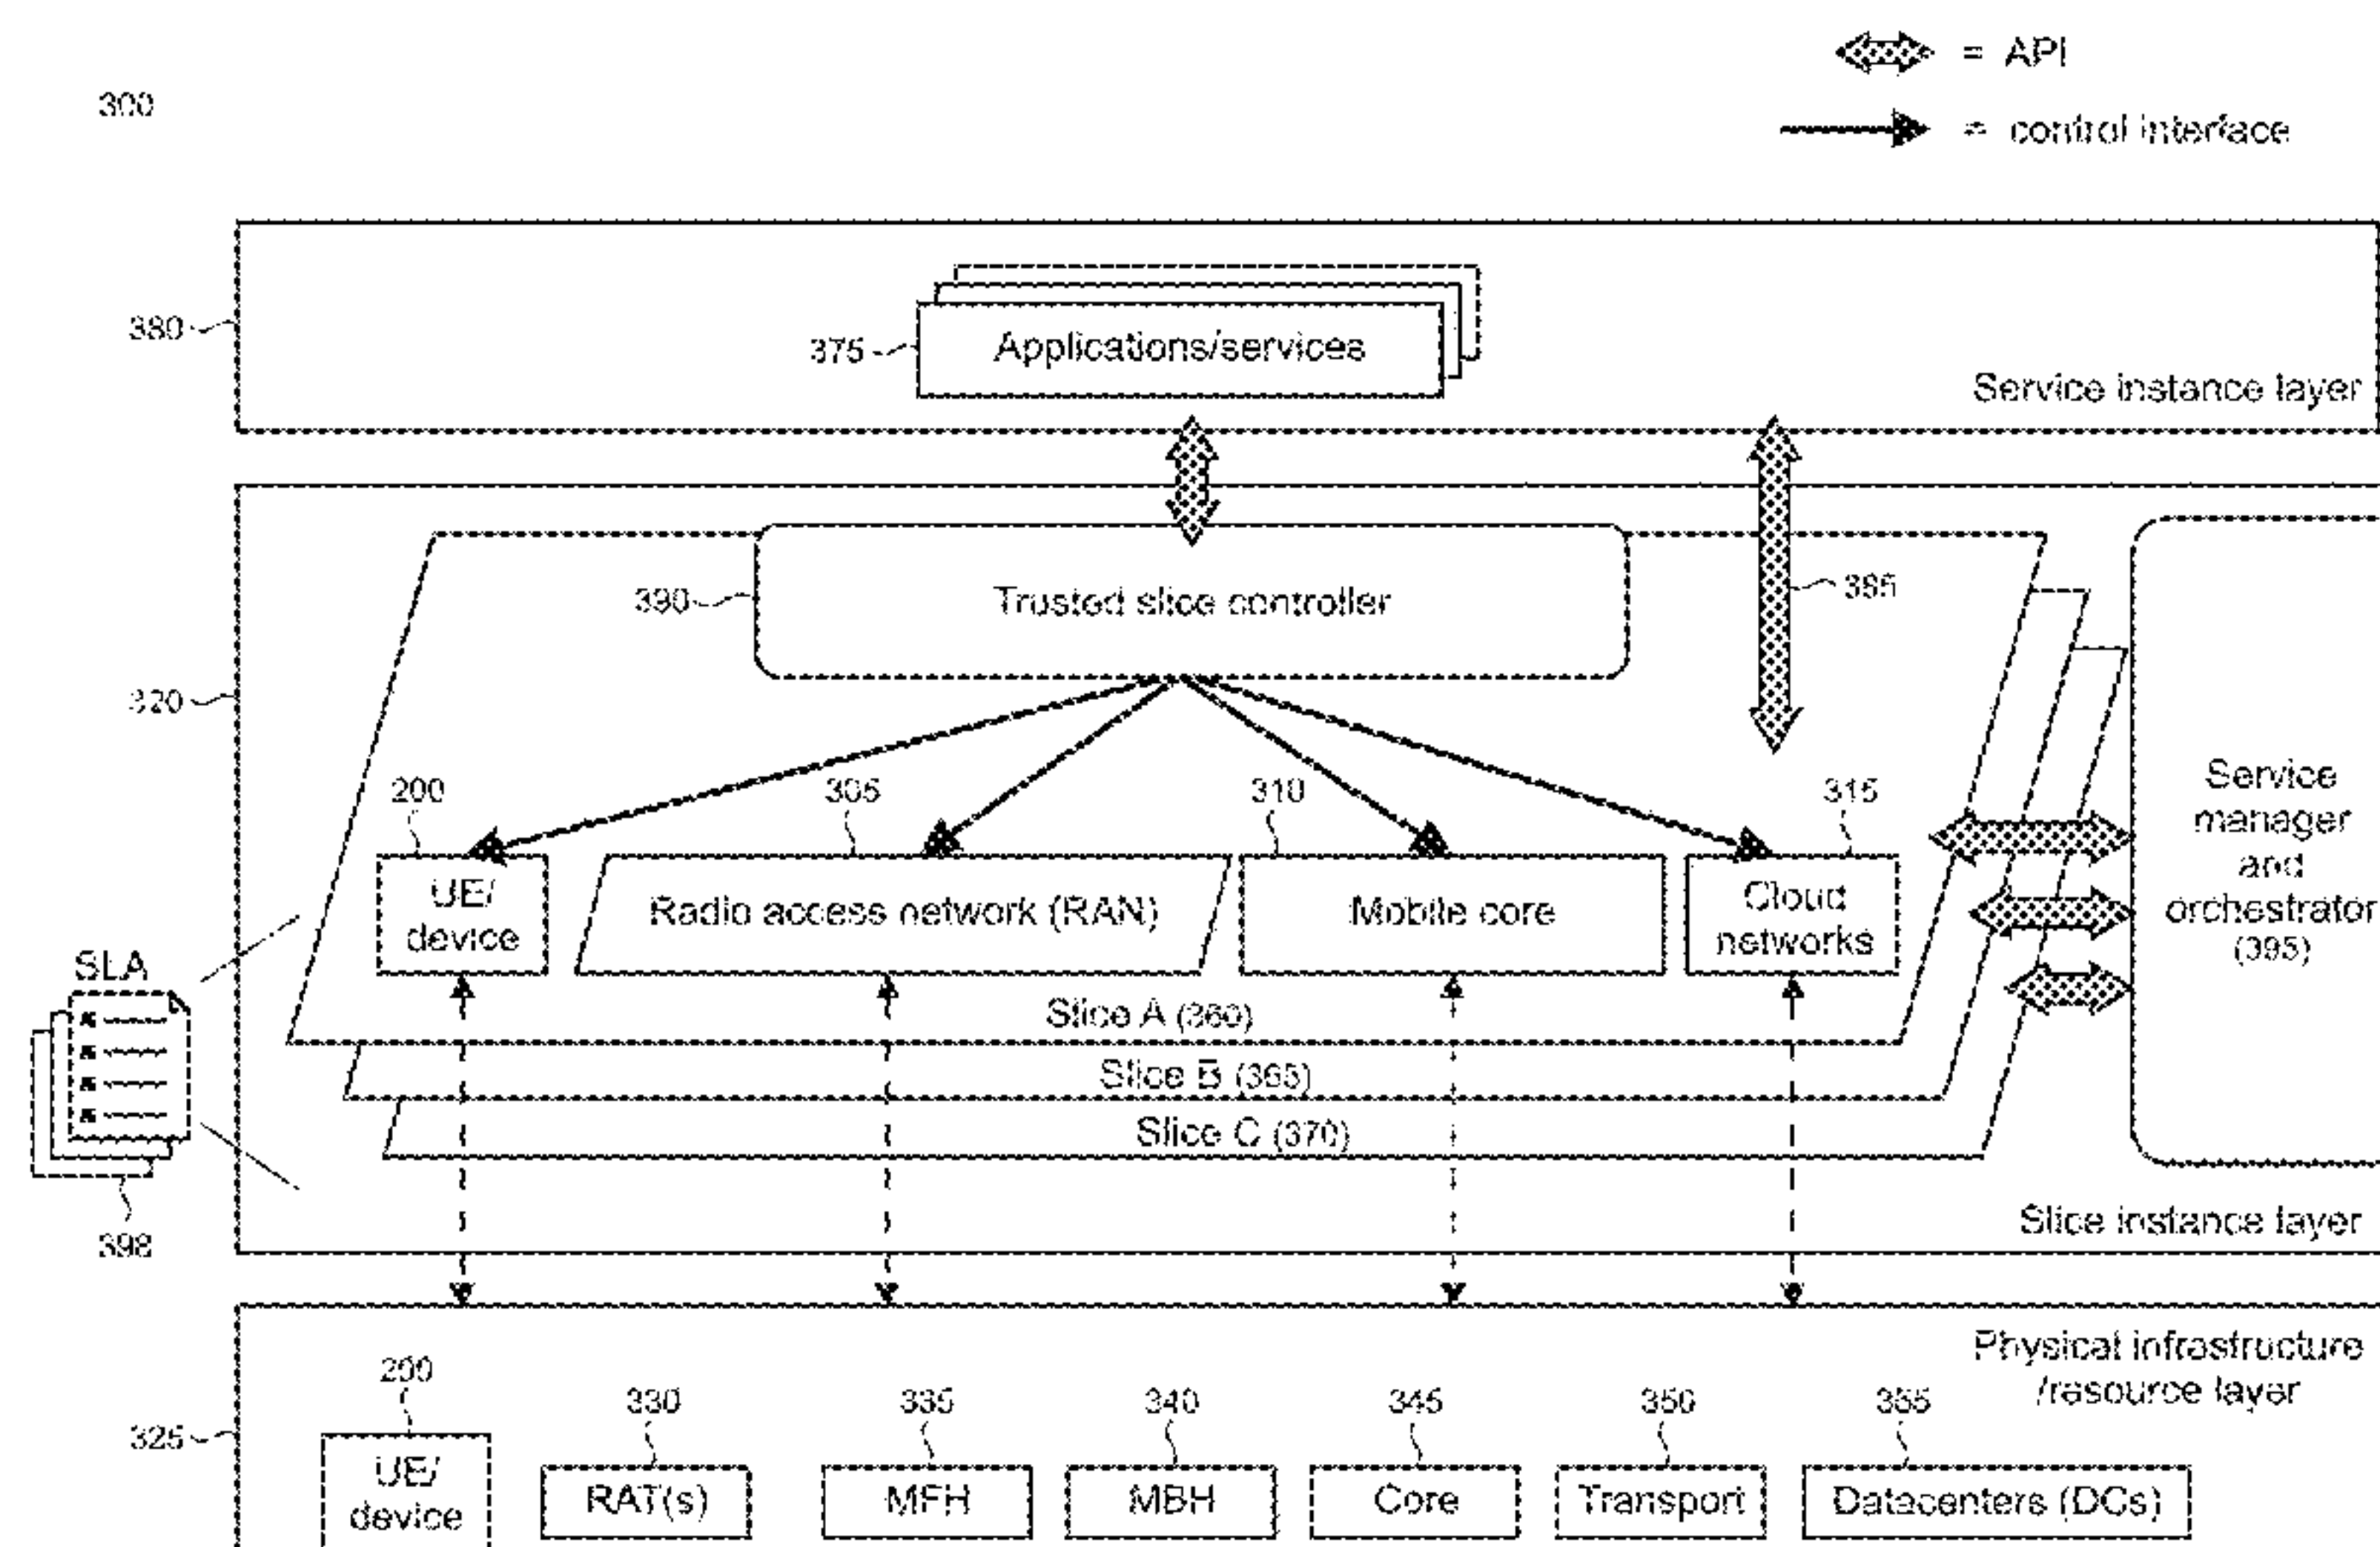 300
= API
= control interface
380
375
Applications/services
Service instance layer
390
Trusted slice controller
385
320
200
305
310
315
UE/
device
Radio access network (RAN)
Mobile core
Cloud
networks
Service
manager
and
orchestrator
(395)
SLA
398
Slice A (360)
Slice B (365)
Slice C (370)
Slice instance layer
Physical infrastructure
/resource layer
325
200
330
335
340
345
350
355
UE/
device
RAT(s)
MFH
MBH
Core
Transport
Datacenters (DCs)